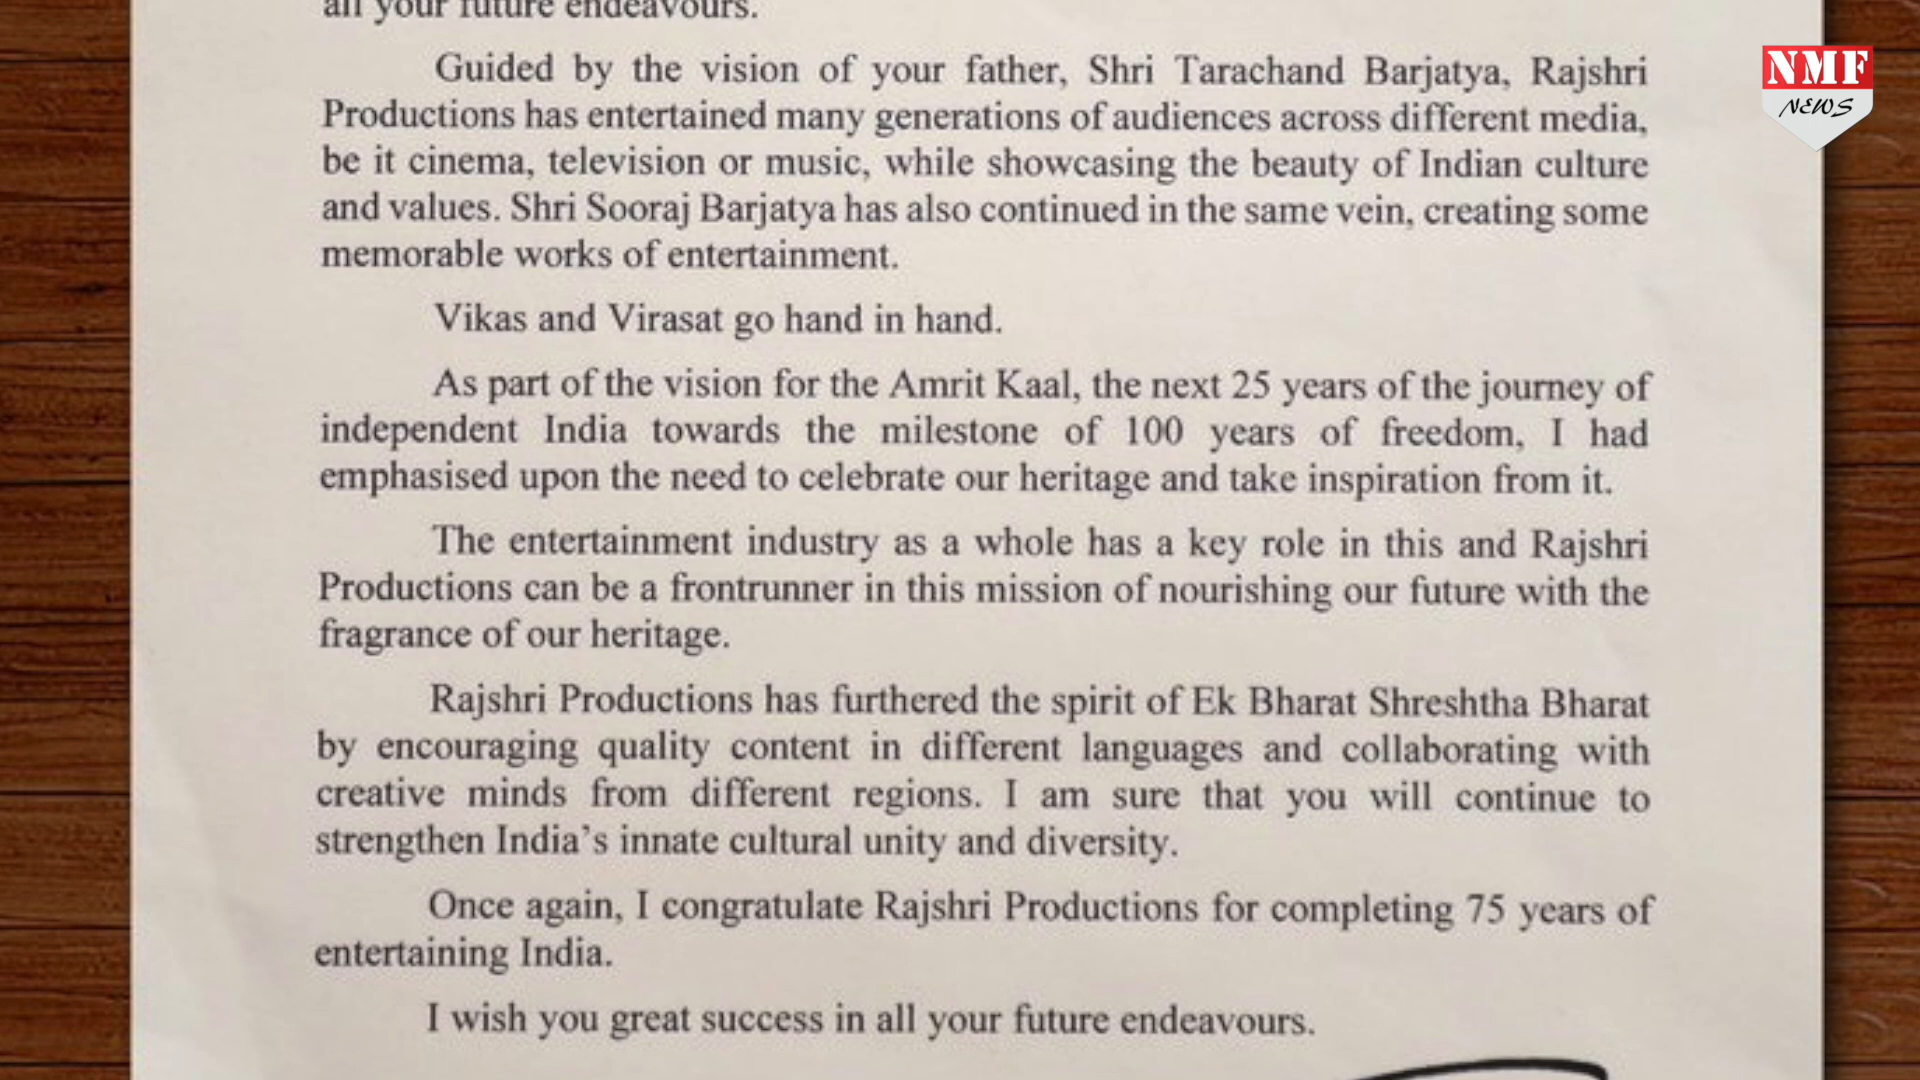 all your future endeavours.
NMF
NEWS
Guided by the vision of your father, Shri Tarachand Barjatya, Rajshri
Productions has entertained many generations of audiences across different media,
be it cinema, television or music, while showcasing the beauty of Indian culture
and values. Shri Sooraj Barjatya has also continued in the same vein, creating some
memorable works of entertainment.
Vikas and Virasat go hand in hand.
As part of the vision for the Amrit Kaal, the next 25 years of the journey of
independent India towards the milestone of 100 years of freedom, I had
emphasised upon the need to celebrate our heritage and take inspiration from it.
The entertainment industry as a whole has a key role in this and Rajshri
Productions can be a frontrunner in this mission of nourishing our future with the
fragrance of our heritage.
Rajshri Productions has furthered the spirit of Ek Bharat Shreshtha Bharat
by encouraging quality content in different languages and collaborating with
creative minds from different regions. I am sure that you will continue to
strengthen India's innate cultural unity and diversity.
Once again, I congratulate Rajshri Productions for completing 75 years of
entertaining India.
I wish you great success in all your future endeavours.